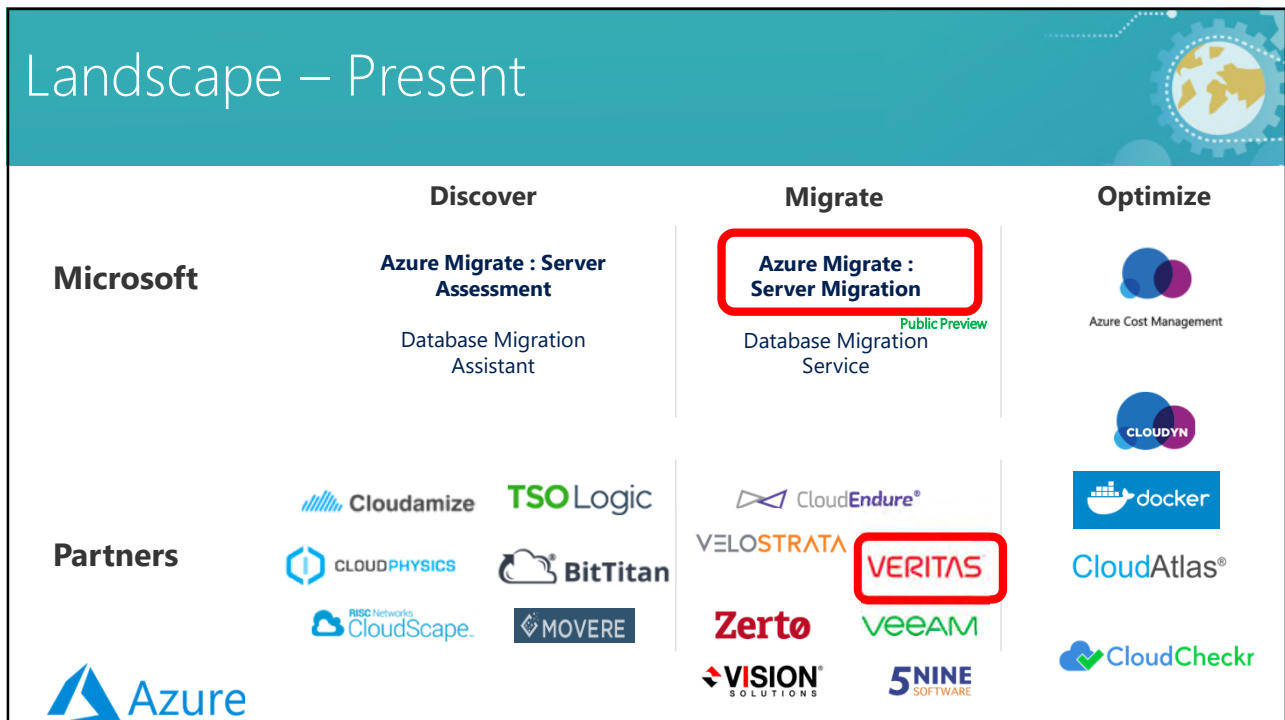 Landscape – Present
Discover
Migrate
Optimize
Microsoft
Azure Migrate : Server
Assessment
Database Migration
Assistant
Azure Migrate :
Server Migration
Public Preview
Database Migration
Service
Azure Cost Management
CLOUDYN
Partners
Cloudamize
TSO Logic
CLOUDPHYSICS
BitTitan
RISC Networks
CloudScape
MOVERE
CloudEndure®
VELOSTRATA
VERITAS
Zerto
veeAM
VISION®
SOLUTIONS
5NINE
SOFTWARE
docker
CloudAtlas®
CloudCheckr
Azure